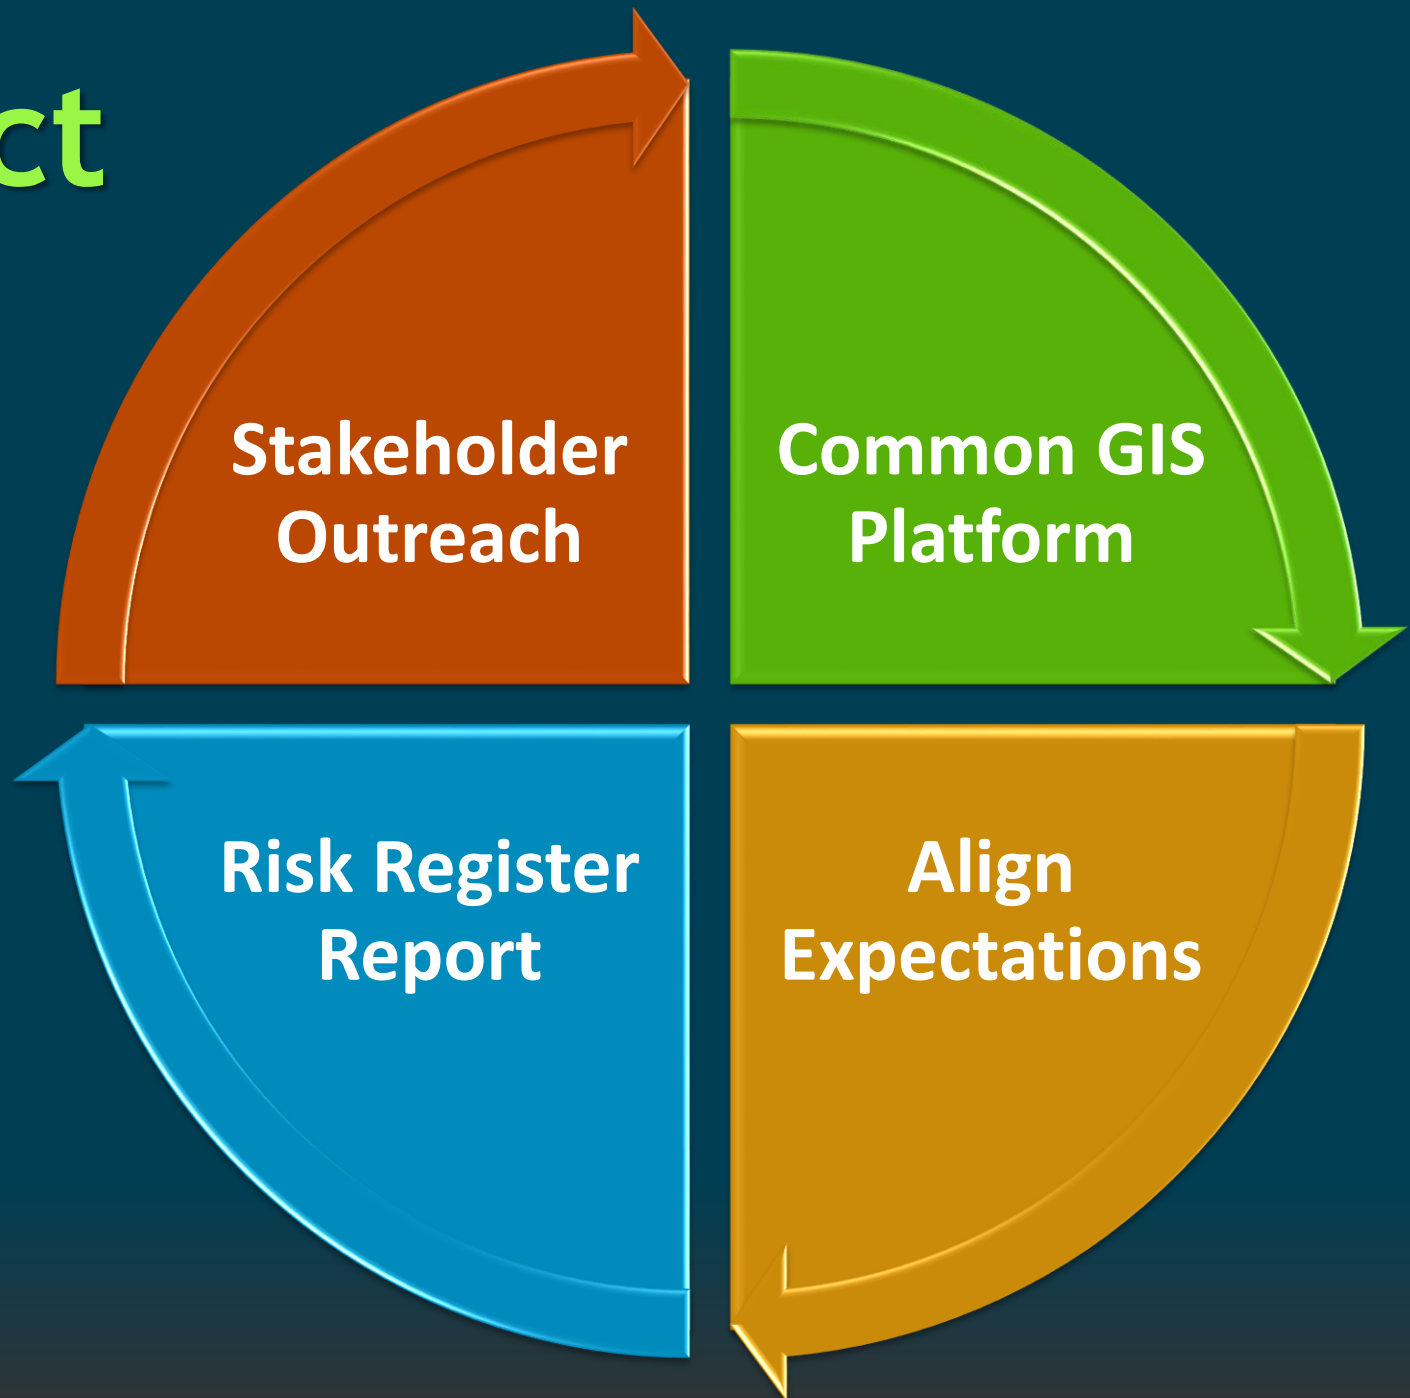 ct
Stakeholder
Outreach
Common GIS
Platform
Risk Register
Report
Align
Expectations